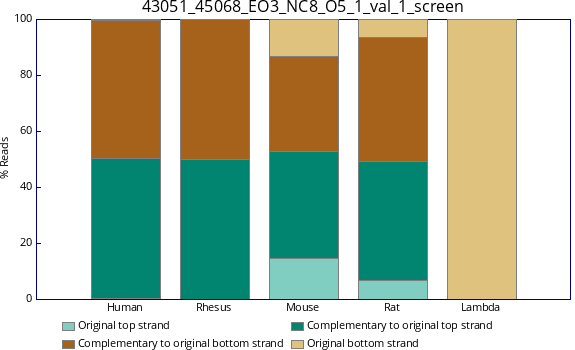 43051_45068_EO3_NC8_O5_1_val_1_screen
100
80
60
40
20
0
% Reads
Human Rhesus Mouse Rat Lambda
Original top strand Complementary to original top strand
Complementary to original bottom strand Original bottom strand